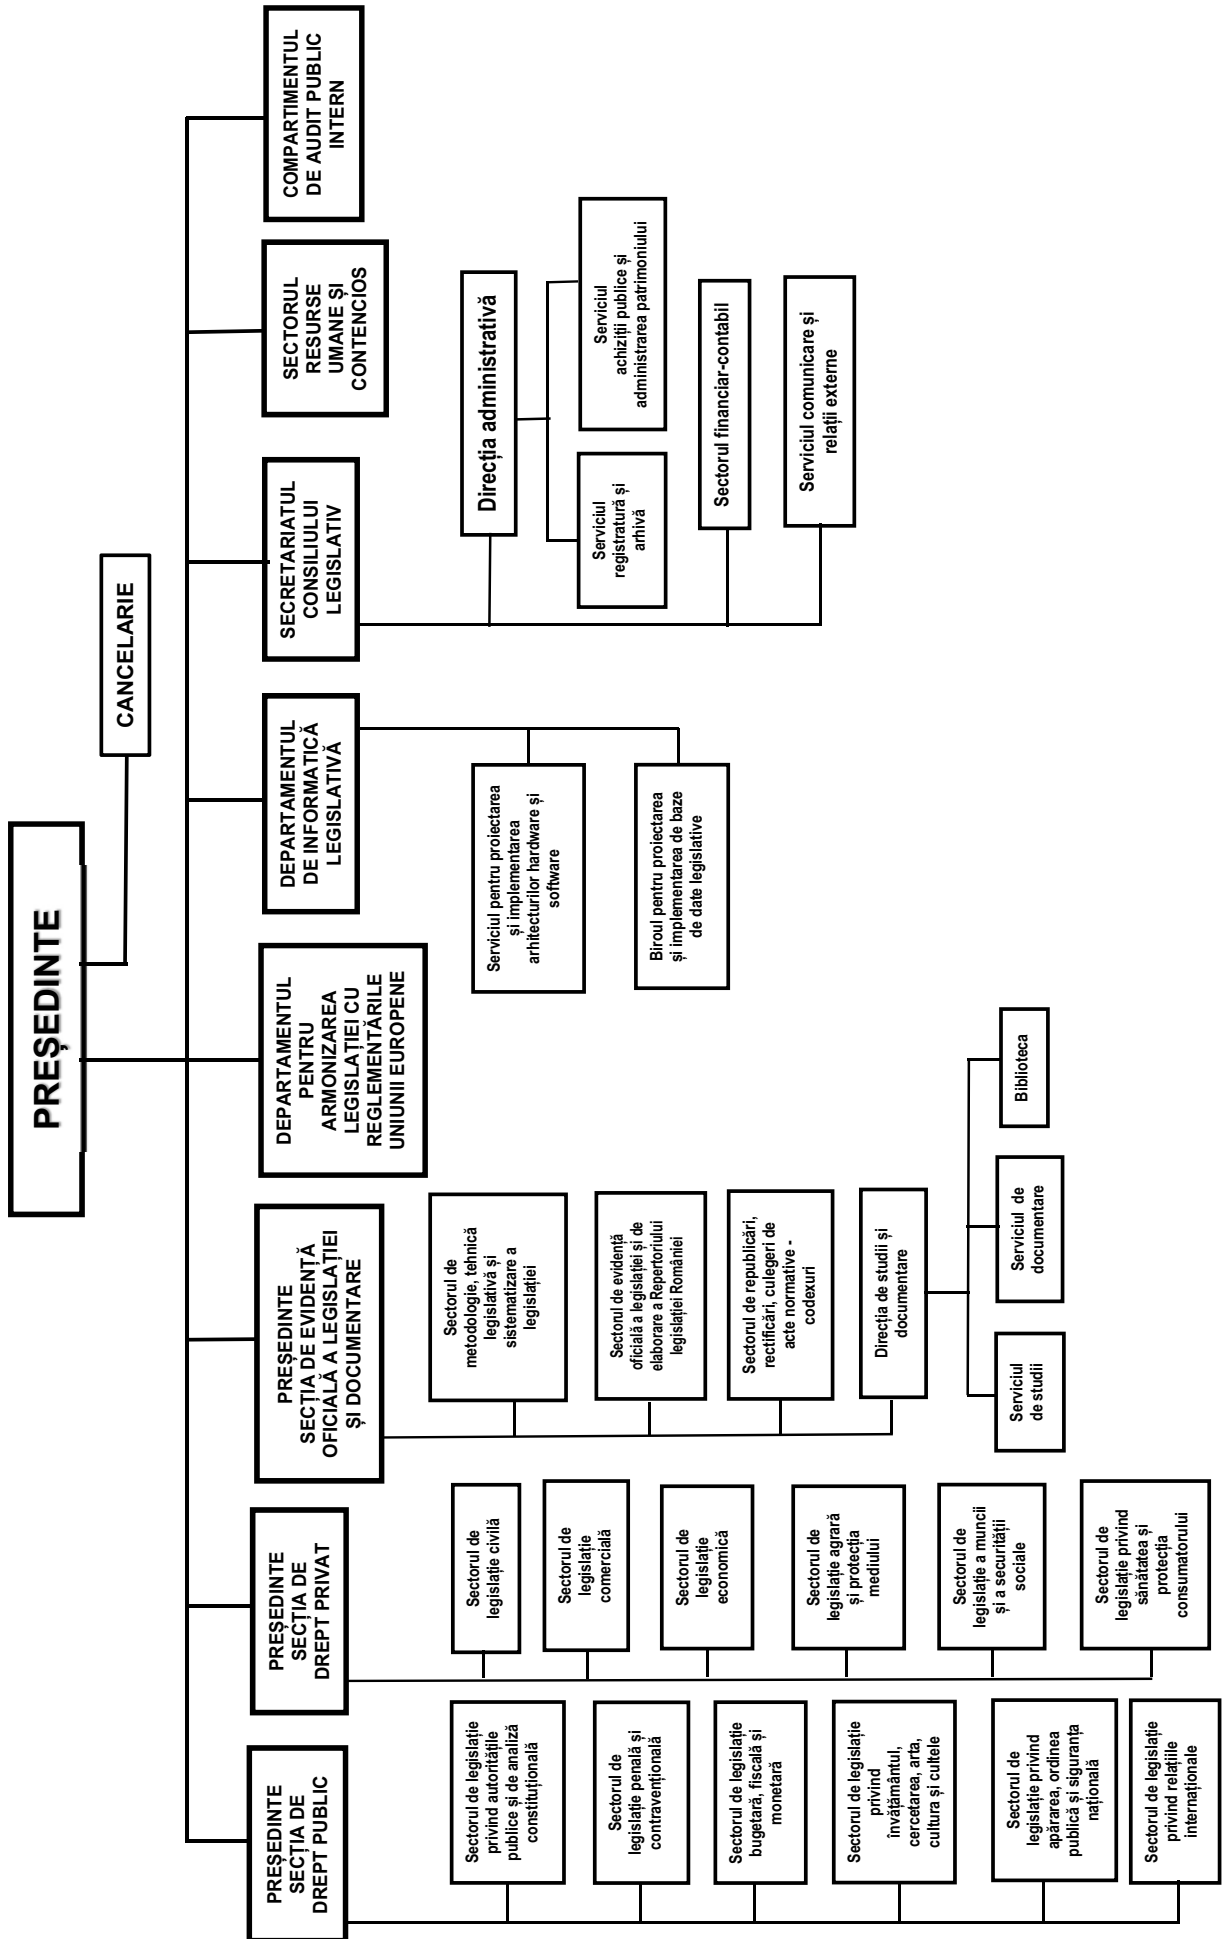 PREȘEDINTE
CANCELARIE
PREȘEDINTE
SECȚIA DE
DREPT PUBLIC
PREȘEDINTE
SECȚIA DE
DREPT PRIVAT
PREȘEDINTE
SECȚIA DE EVIDENȚĂ
OFICIALĂ A LEGISLAȚIEI
ȘI DOCUMENTARE
DEPARTAMENTUL
PENTRU
ARMONIZAREA
LEGISLAȚIEI CU
REGLEMENTĂRILE
UNIUNII EUROPENE
DEPARTAMENTUL
DE INFORMATICĂ
LEGISLATIVĂ
SECRETARIATUL
CONSILIULUI
LEGISLATIV
SECTORUL
RESURSE
UMANE ȘI
CONTENCIOS
COMPARTIMENTUL
DE AUDIT PUBLIC
INTERN
Sectorul de legislație
privind autoritățile
publice și de analiză
constituțională
Sectorul de
legislație penală și
contravențională
Sectorul de legislație
bugetară, fiscală și
monetară
Sectorul de legislație
privind
învățământul,
cercetarea, arta,
cultura și cultele
Sectorul de
legislație privind
apărarea, ordinea
publică și siguranța
națională
Sectorul de legislație
privind relațiile
internaționale
Sectorul de
legislație civilă
Sectorul de
legislație
comercială
Sectorul de
legislație
economică
Sectorul de
legislație agrară
și protecția
mediului
Sectorul de
legislație a muncii
și a securității
sociale
Sectorul de
legislație privind
sănătatea și
protecția
consumatorului
Sectorul de
metodologie, tehnică
legislativă și
sistematizare a
legislației
Sectorul de evidență
oficială a legislației și de
elaborare a Repertoriului
legislației României
Sectorul de republicări,
rectificări, culegeri de
acte normative -
codexuri
Direcția de studii și
documentare
Serviciul
de studii
Serviciul de
documentare
Biblioteca
Serviciul pentru proiectarea
și implementarea
arhitecturilor hardware și
software
Biroul pentru proiectarea
și implementarea de baze
de date legislative
Direcția administrativă
Serviciul
registratură și
arhivă
Serviciul
achiziții publice și
administrarea patrimoniului
Sectorul financiar-contabil
Serviciul comunicare și
relații externe